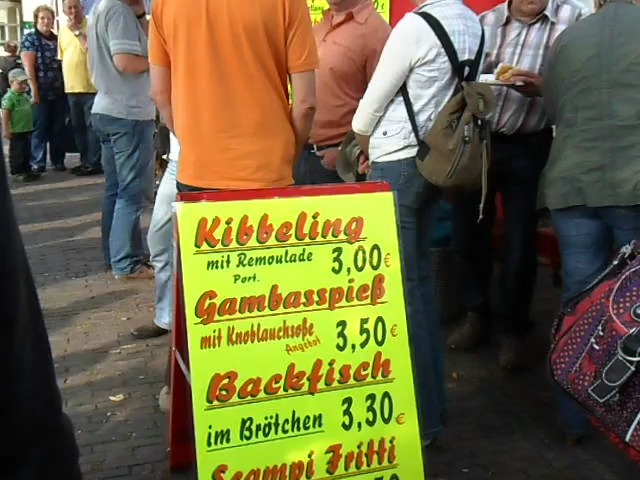 Kibbeling
mit Remoulade 3,00€
Port.
Gambasspieß
mit Knoblauchsoße 3,50€
Angebot
Backfisch
im Brötchen 3,30€
Scampi Fritti